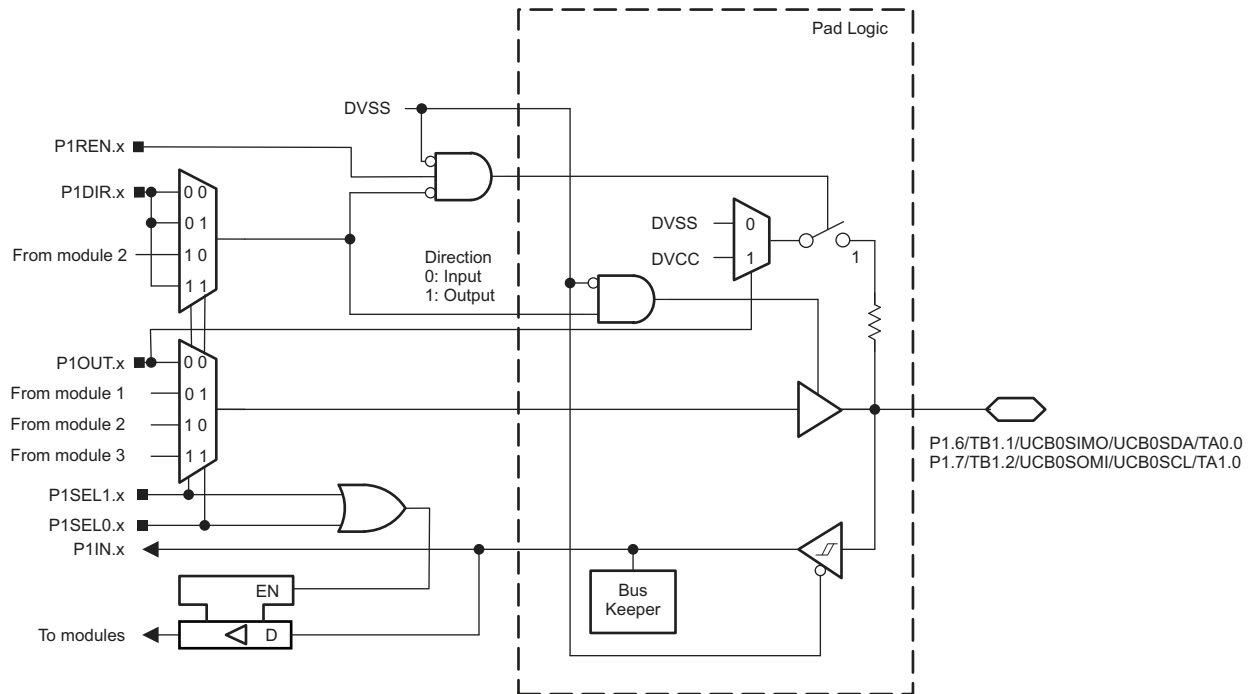 Pad Logic
DVSS
P1REN.x
P1DIR.x
0 0
0 1
From module 2
1 0
1 1
Direction
0: Input
1: Output
DVSS
0
DVCC
1
1
P1OUT.x
0 0
From module 1
0 1
From module 2
1 0
From module 3
1 1
P1.6/TB1.1/UCB0SIMO/UCB0SDA/TA0.0
P1.7/TB1.2/UCB0SOMI/UCB0SCL/TA1.0
P1SEL1.x
P1SEL0.x
P1IN.x
EN
Bus
Keeper
To modules
D